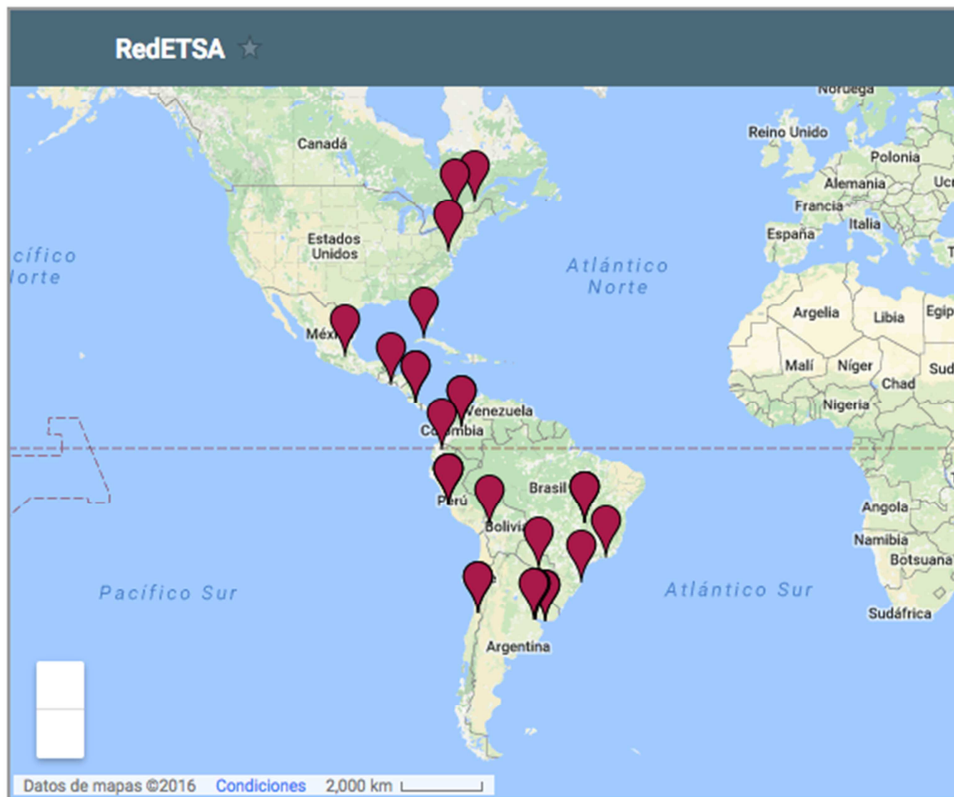 RedETSA
Noruega
Canadá
Reino Unido
Polonia
Alemania
Ucr
Francia
Italia
España
Estados
Unidos
cífico
lorte
Atlántico
Norte
Argelia
Libia
Egip
Méxi
Malí
Níger
Sud
Chad
Venezuela
Nigeria
Colombia
Perú
Brasil
Bolivia
Angola
Namibia
Botsuana
Pacífico Sur
Atlántico Sur
Sudáfrica
Argentina
Datos de mapas ©2016 Condiciones 2,000 km